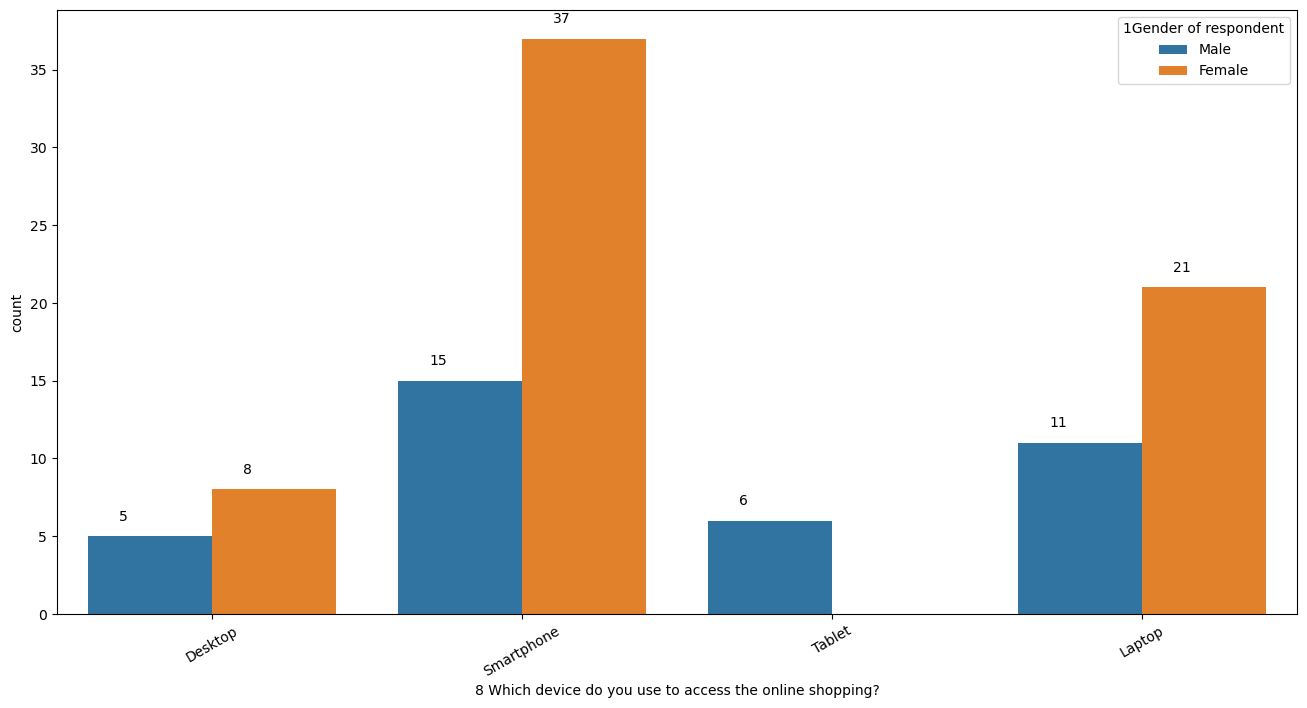 37
1Gender of respondent
Male
Female
35
30
25
21
20
15
15
11
10
8
6
5
5
0
count
Desktop
Smartphone
Tablet
Laptop
8 Which device do you use to access the online shopping?